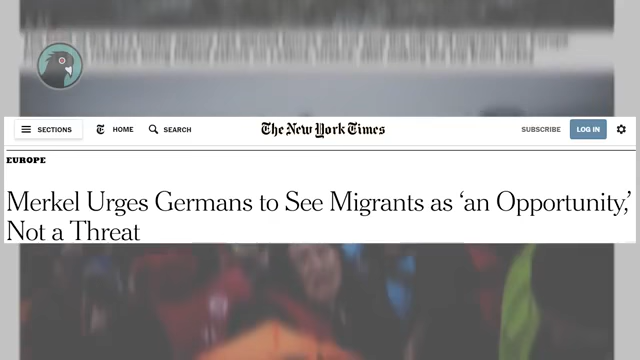 SECTIONS HOME SEARCH The New York Times SUBSCRIBE LOG IN
EUROPE
Merkel Urges Germans to See Migrants as ‘an Opportunity,’
Not a Threat